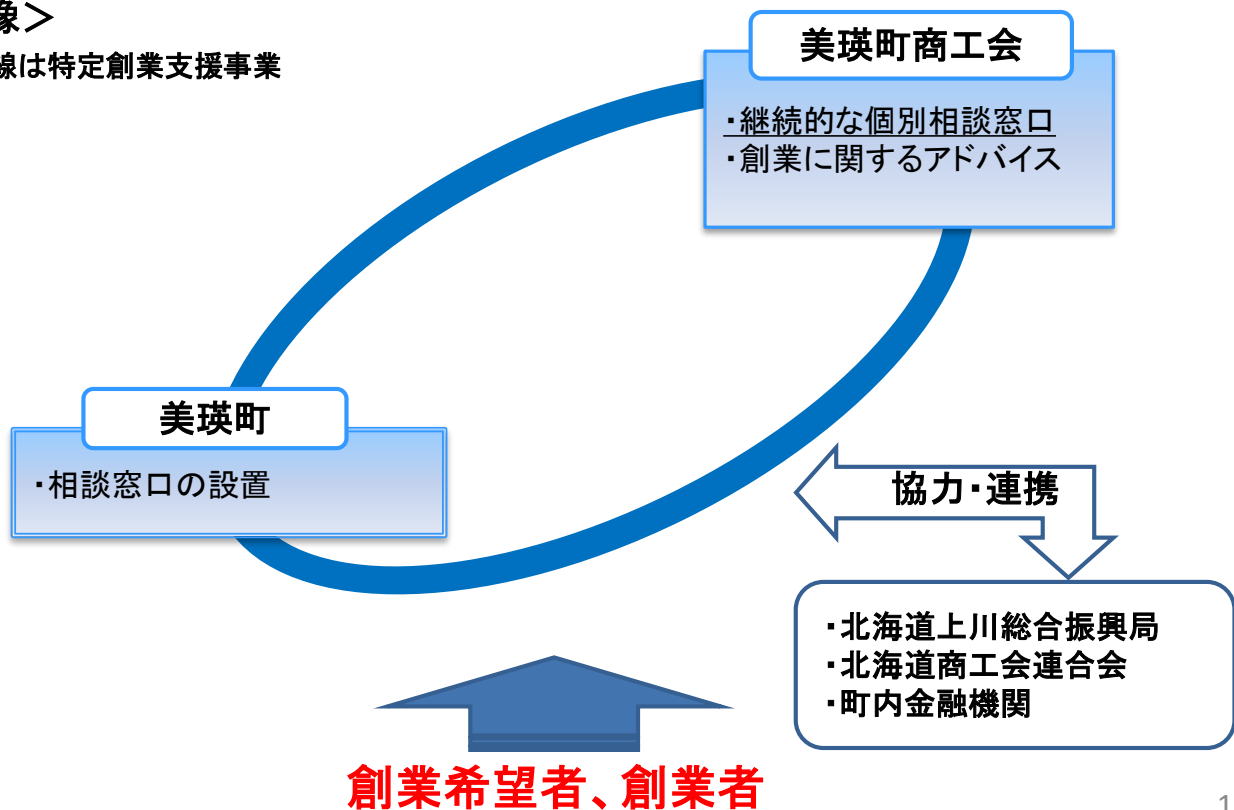 像＞
線は特定創業支援事業
美瑛町商工会
・継続的な個別相談窓口
・創業に関するアドバイス
美瑛町
・相談窓口の設置
協力・連携
・北海道上川総合振興局
・北海道商工会連合会
・町内金融機関
創業希望者、創業者
1